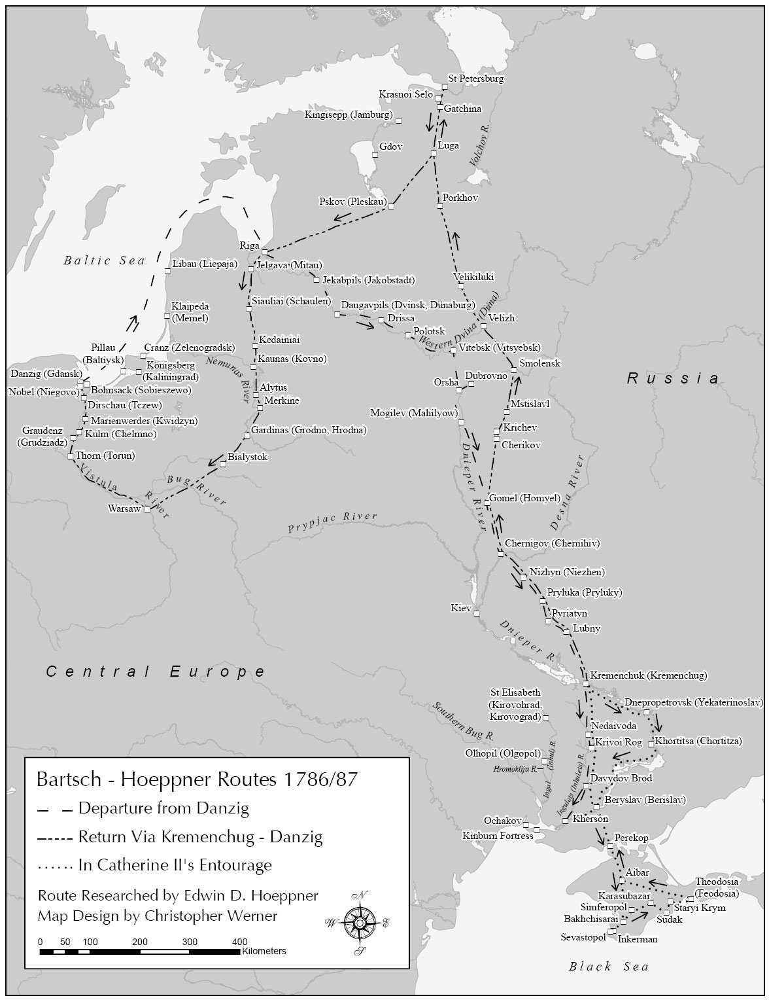 St Petersburg
Krasnoi Selo
Gatchina
Kingisepp (Jamburg)
Volchov R.
Gdov
Luga
Pskov (Pleskau)
Porkhov
Riga
Baltic Sea
Libau (Liepaja)
Jelgava (Mitau)
Jekabpils (Jakobstadt)
Velikiluki
Siauliai (Schaulen)
Daugavpils (Dvinsk, Dünaburg)
Klaipeda
(Memel)
Drissa
Velizh
Polotsk
Western Dvina (Düna)
Kedainiai
Pillau
(Baltiysk)
Cranz (Zelenogradsk)
Vitebsk (Vitsyebsk)
Kaunas (Kovno)
Nemunas River
Smolensk
Königsberg
(Kaliningrad)
Danzig (Gdansk)
Dubrovno
Orsha
Russia
Bohnsack (Sobieszewo)
Nobel (Niegovo)
Alytus
Merkine
Dirschau (Tczew)
Mstislavl
Mogilev (Mahilyow)
Marienwerder (Kwidzyn)
Krichev
Graudenz
(Grudziadz)
Kulm (Chelmno)
Gardinas (Grodno, Hrodna)
Cherikov
Thorn (Torun)
Bialystok
Dnieper River
Vistula
River
Bug River
Desna River
Warsaw
Gomel (Homyel)
Prypjac River
Chernigov (Chernihiv)
Nizhyn (Niezhen)
Pryluka (Pryluky)
Kiev
Pyriatyn
Lubny
Dnieper R.
Central Europe
Kremenchuk (Kremenchug)
St Elisabeth
(Kirovohrad,
Kirovograd)
Dnepropetrovsk (Yekaterinoslav)
Southern Bug R.
Nedaivoda
Krivoi Rog
Khortitsa (Chortitza)
Olhopil (Olgopol)
Hromoklija R.
Ingul (Inhul) R.
Ingulets (Inhulets) R.
Davydov Brod
Beryslav (Berislav)
Ochakov
Kherson
Kinburn Fortress
Perekop
Aibar
Theodosia
(Feodosia)
Karasubazar
Simferopol
Staryi Krym
Bakhchisarai
Sudak
Sevastopol
Inkerman
Black Sea
Bartsch - Hoeppner Routes 1786/87
Departure from Danzig
Return Via Kremenchug - Danzig
In Catherine II's Entourage
Route Researched by Edwin D. Hoeppner
Map Design by Christopher Werner
N
W E
S
0 50 100 200 300 400
Kilometers